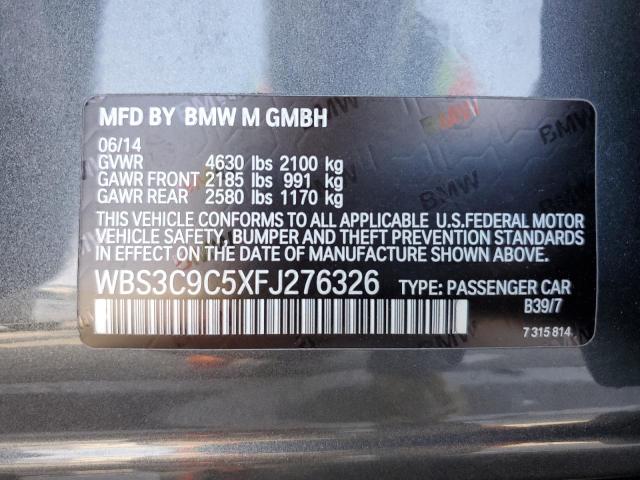 MFD BY BMW M GMBH
06/14
GVWR 4630 lbs 2100 kg
GAWR FRONT 2185 lbs 991 kg
GAWR REAR 2580 lbs 1170 kg
THIS VEHICLE CONFORMS TO ALL APPLICABLE U.S.FEDERAL MOTOR
VEHICLE SAFETY, BUMPER AND THEFT PREVENTION STANDARDS
IN EFFECT ON DATE OF MANUFACTURE SHOWN ABOVE.
WBS3C9C5XFJ276326 TYPE: PASSENGER CAR
B39/7
7 315 814